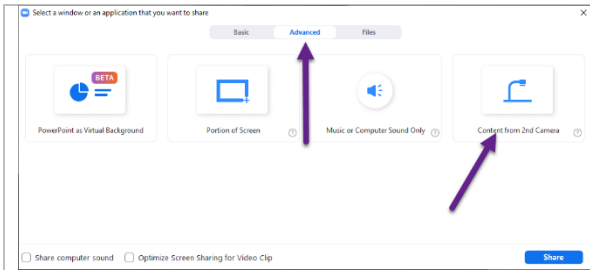 Select a window or an application that you want to share
Basic Advanced Files
BETA
PowerPoint as Virtual Background
Portion of Screen ?
Music or Computer Sound Only ?
Content from 2nd Camera ?
Share computer sound Optimize Screen Sharing for Video Clip Share